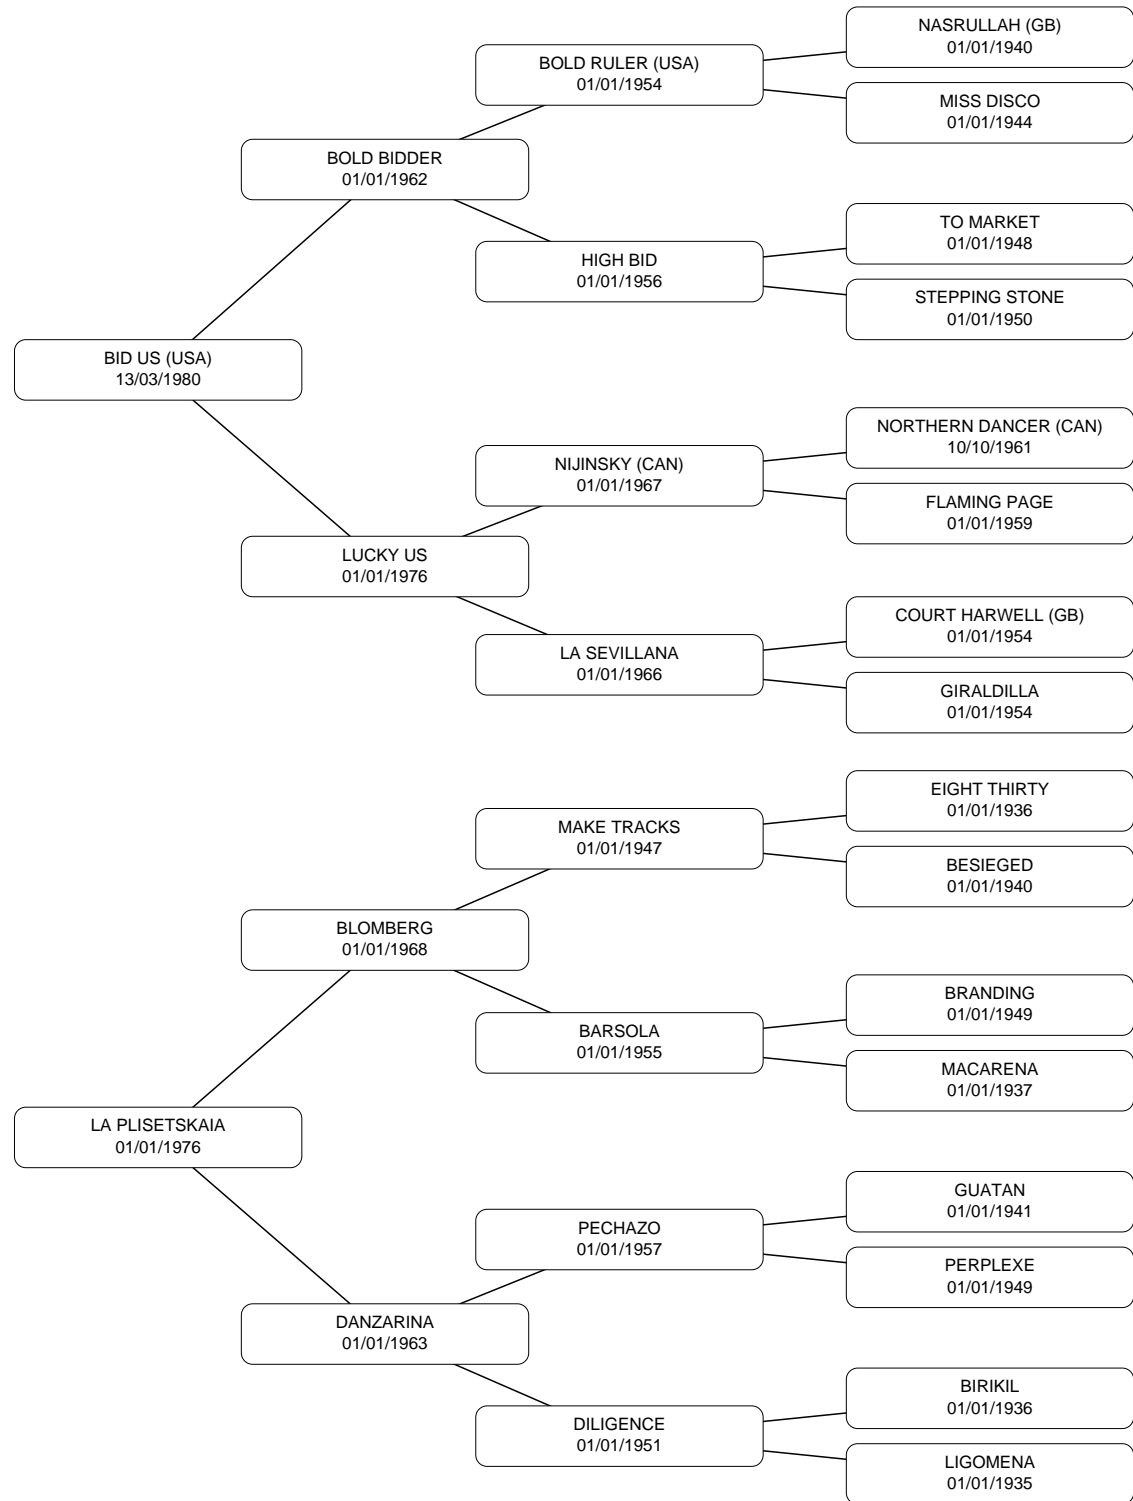 NASRULLAH (GB)
01/01/1940
BOLD RULER (USA)
01/01/1954
MISS DISCO
01/01/1944
BOLD BIDDER
01/01/1962
TO MARKET
01/01/1948
HIGH BID
01/01/1956
STEPPING STONE
01/01/1950
BID US (USA)
13/03/1980
NORTHERN DANCER (CAN)
10/10/1961
NIJINSKY (CAN)
01/01/1967
FLAMING PAGE
01/01/1959
LUCKY US
01/01/1976
COURT HARWELL (GB)
01/01/1954
LA SEVILLANA
01/01/1966
GIRALDILLA
01/01/1954
EIGHT THIRTY
01/01/1936
MAKE TRACKS
01/01/1947
BESIEGED
01/01/1940
BLOMBERG
01/01/1968
BRANDING
01/01/1949
BARSOLA
01/01/1955
MACARENA
01/01/1937
LA PLISETSKAIA
01/01/1976
GUATAN
01/01/1941
PECHAZO
01/01/1957
PERPLEXE
01/01/1949
DANZARINA
01/01/1963
BIRIKIL
01/01/1936
DILIGENCE
01/01/1951
LIGOMENA
01/01/1935